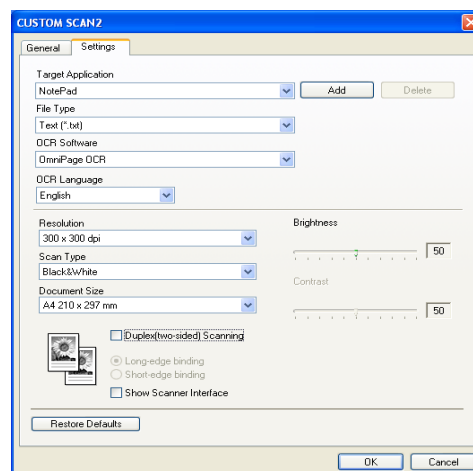 CUSTOM SCAN2
General Settings
Target Application
NotePad Add Delete
File Type
Text (*.txt)
OCR Software
OmniPage OCR
OCR Language
English
Resolution Brightness
300 x 300 dpi 50
Scan Type
Black&White Contrast
Document Size
A4 210 x 297 mm 50
Duplex(two-sided) Scanning
Long-edge binding
Short-edge binding
Show Scanner Interface
Restore Defaults
OK Cancel